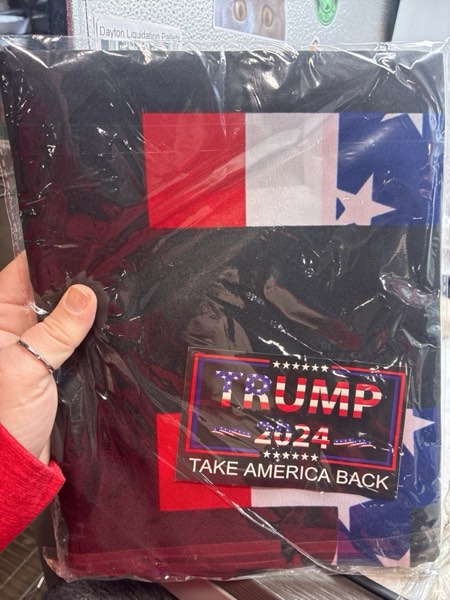 Dayton Liquidation Pallets
TRUMP
2024
TAKE AMERICA BACK